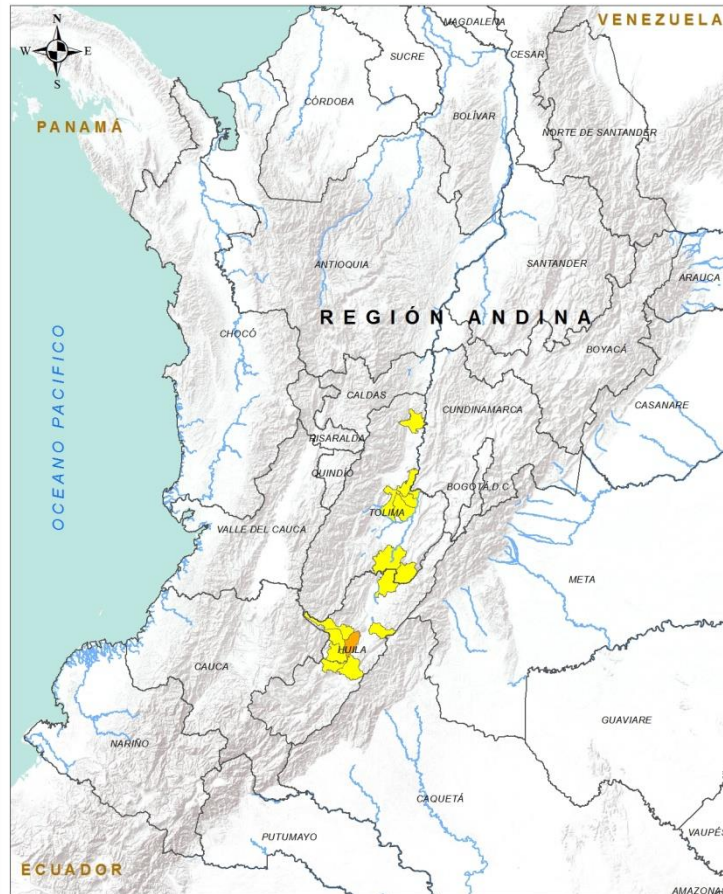 MAGDALENA
VENEZUELA
N
W E
S
SUCRE
CESAR
CÓRDOBA
BOLÍVAR
PANAMÁ
NORTE DE SANTANDER
ANTIOQUIA
SANTANDER
ARAUCA
REGIÓN ANDINA
CHOCÓ
BOYACÁ
CALDAS
CUNDINAMARCA
CASANARE
RISARALDA
QUINDÍO
BOGOTÁ D.C
OCEANO PACIFICO
TOLIMA
VALLE DEL CAUCA
META
HUILA
CAUCA
GUAVIARE
NARIÑO
CAQUETÁ
PUTUMAYO
VAUPÉS
ECUADOR
AMAZONA